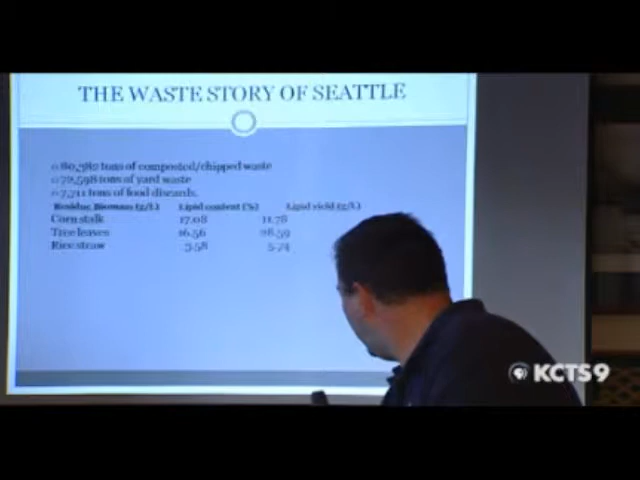 THE WASTE STORY OF SEATTLE
80,382 tons of composted/chipped waste
72,598 tons of yard waste
7,711 tons of food discards.
Residue Biomass (g/L) Lipid content (%) Lipid yield (g/L)
Corn stalk 17.08 11.78
Tree leaves 16.56 28.59
Rice straw 5.58 5.74
KCTS9